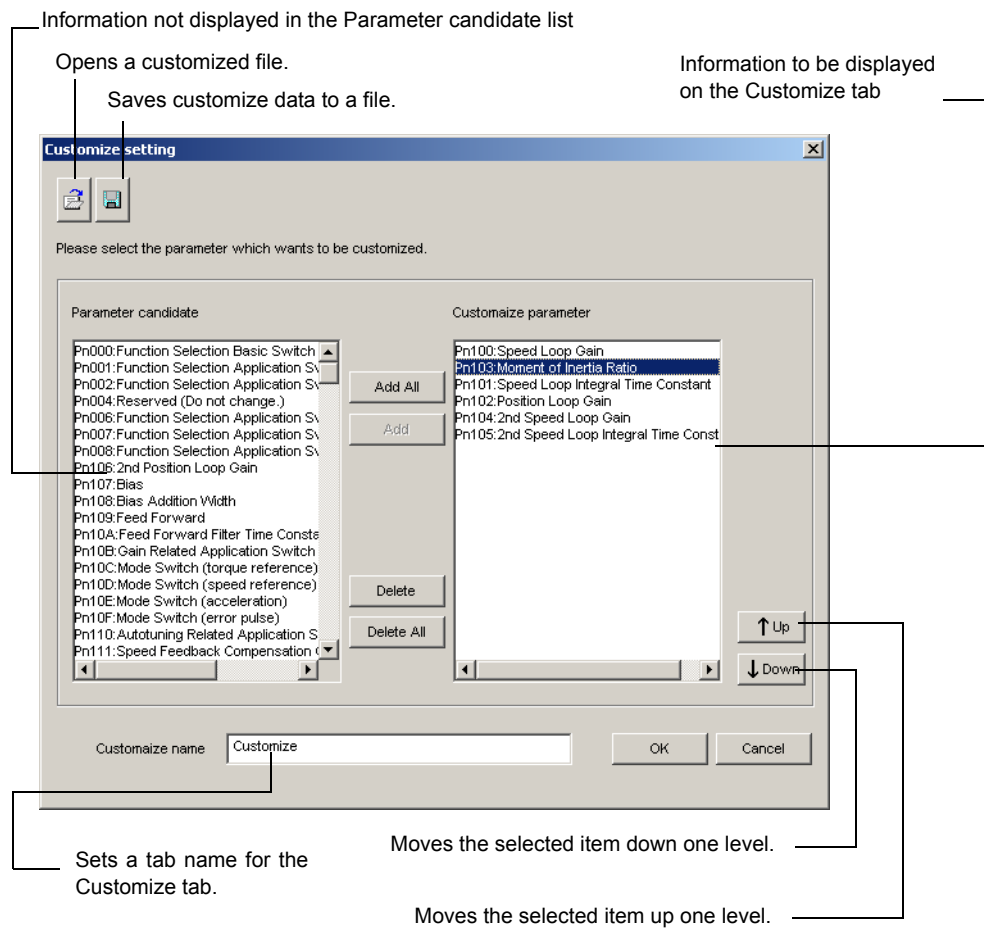 Information not displayed in the Parameter candidate list
Opens a customized file.
Saves customize data to a file.
Information to be displayed
on the Customize tab
Customize setting
Please select the parameter which wants to be customized.
Parameter candidate
Customaize parameter
Pn000:Function Selection Basic Switch
Pn001:Function Selection Application Sv
Pn002:Function Selection Application Sv
Pn004:Reserved (Do not change.)
Pn006:Function Selection Application Sv
Pn007:Function Selection Application Sv
Pn008:Function Selection Application Sv
Pn106:2nd Position Loop Gain
Pn107:Bias
Pn108:Bias Addition Width
Pn109:Feed Forward
Pn10A:Feed Forward Filter Time Consta
Pn10B:Gain Related Application Switch
Pn10C:Mode Switch (torque reference)
Pn10D:Mode Switch (speed reference)
Pn10E:Mode Switch (acceleration)
Pn10F:Mode Switch (error pulse)
Pn110:Autotuning Related Application S
Pn111:Speed Feedback Compensation
Add All
Add
Delete
Delete All
Pn100:Speed Loop Gain
Pn103:Moment of Inertia Ratio
Pn101:Speed Loop Integral Time Constant
Pn102:Position Loop Gain
Pn104:2nd Speed Loop Gain
Pn105:2nd Speed Loop Integral Time Const
Up
Down
Customaize name
Customize
OK
Cancel
Sets a tab name for the
Customize tab.
Moves the selected item down one level.
Moves the selected item up one level.